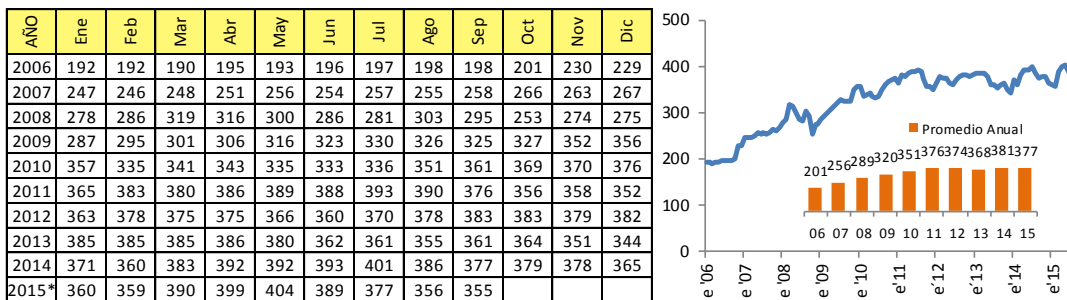 AÑO Ene Feb Mar Abr May Jun Jul Ago Sep Oct Nov Dic
2006 192 192 190 195 193 196 197 198 198 201 230 229
2007 247 246 248 251 256 254 257 255 258 266 263 267
2008 278 286 319 316 300 286 281 303 295 253 274 275
2009 287 295 301 306 316 323 330 326 325 327 352 356
2010 357 335 341 343 335 333 336 351 361 369 370 376
2011 365 383 380 386 389 388 393 390 376 356 358 352
2012 363 378 375 375 366 360 370 378 383 383 379 382
2013 385 385 385 386 380 362 361 355 361 364 351 344
2014 371 360 383 392 392 393 401 386 377 379 378 365
2015* 360 359 390 399 404 389 377 356 355
500
400
300
200
100
0
Promedio Anual
201 256 289 320 351 376 374 368 381 377
06 07 08 09 10 11 12 13 14 15
e'06 e'07 e'08 e'09 e'10 e'11 e'12 e'13 e'14 e'15